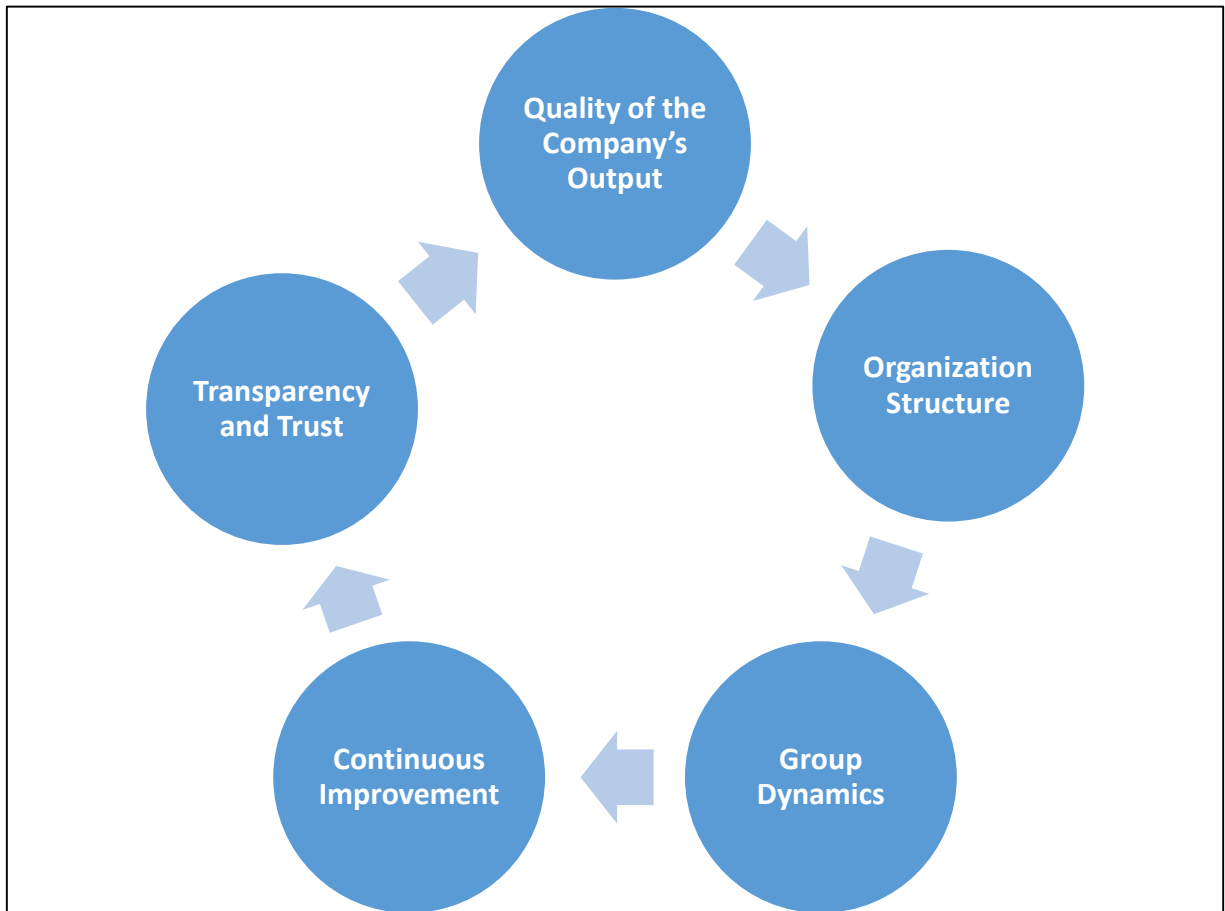 Quality of the
Company’s
Output
Organization
Structure
Group
Dynamics
Continuous
Improvement
Transparency
and Trust